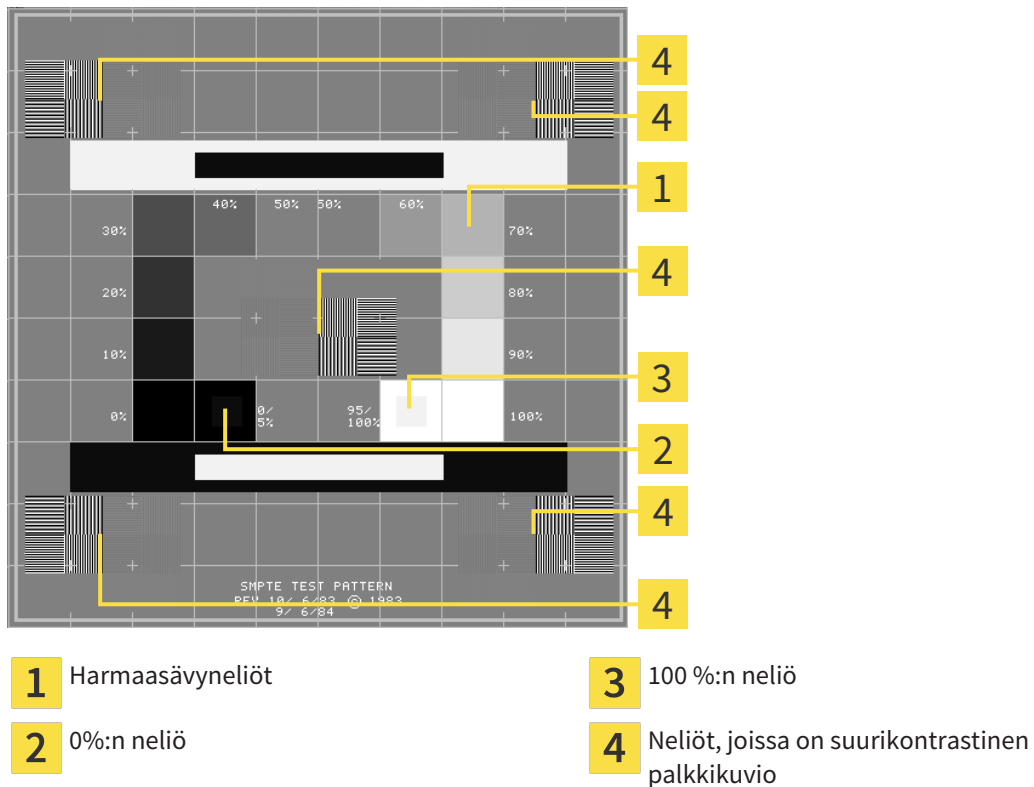 4
4
1
40% 50% 50% 60%
30% 70%
4
20% 80%
10% 90%
3
0% 0/ 95/ 100%
5% 100%
2
4
SMPTE TEST PATTERN
REV 10/ 6/83 © 1983
9/ 6/84
4
1 Harmaasävyneliöt
3 100 %:n neliö
2 0%:n neliö
4 Neliöt, joissa on suurikontrastinen
palkkikuvio